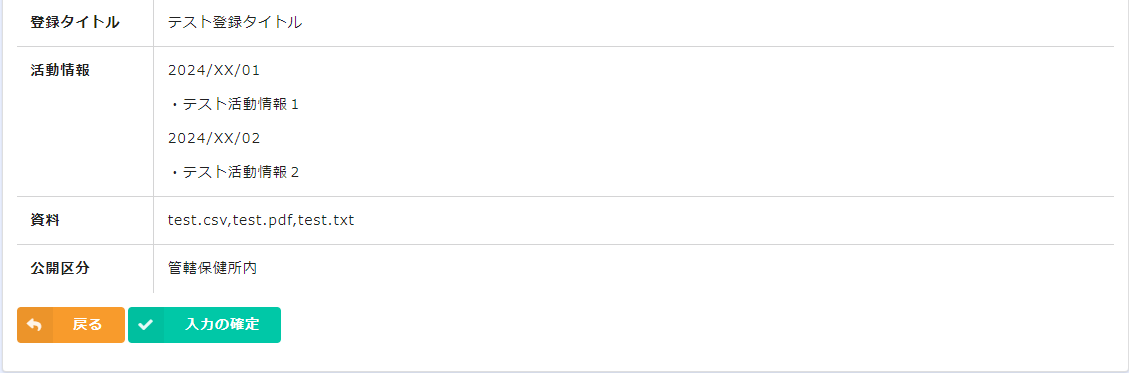 登録タイトル テスト登録タイトル
活動情報 2024/XX/01
・テスト活動情報１
2024/XX/02
・テスト活動情報２
資料 test.csv,test.pdf,test.txt
公開区分 管轄保健所内
戻る 入力の確定